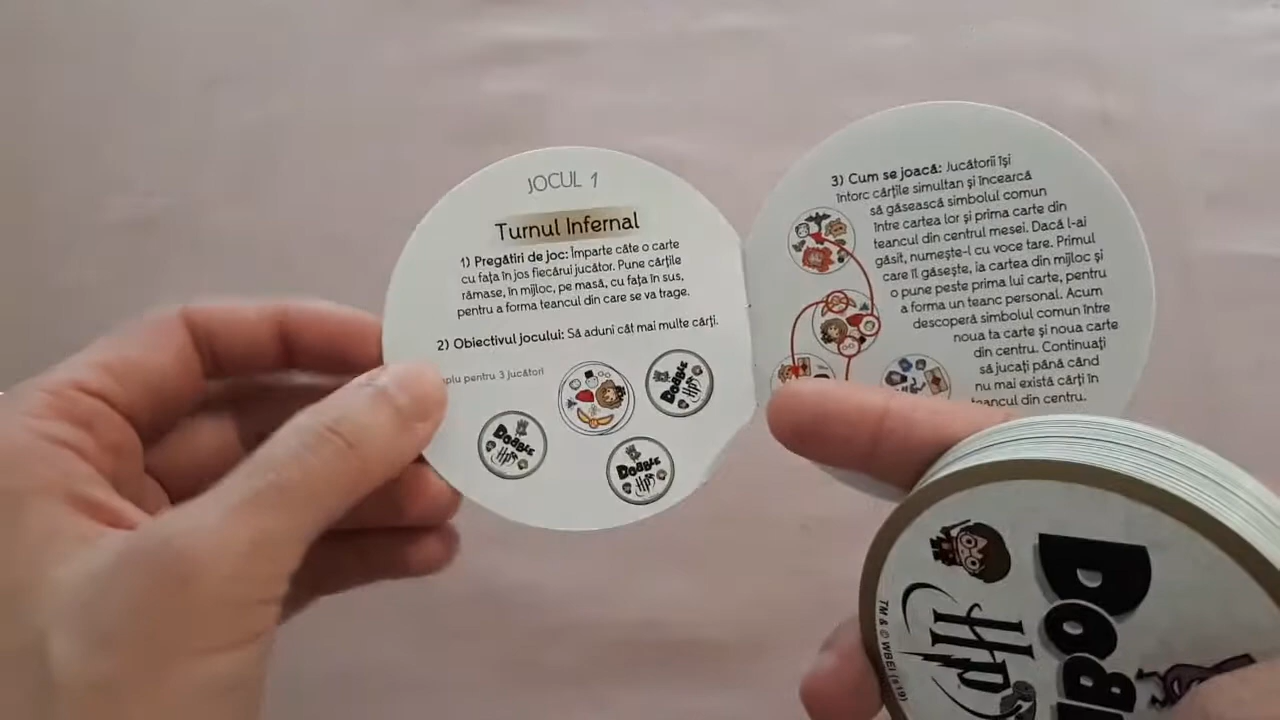 JOCUL 1
Turnul Infernal
1) Pregătiri de joc: Împarte câte o carte
cu fața în jos fiecărui jucător. Pune cărțile
rămase, în mijloc, pe masă, cu fața în sus,
pentru a forma teancul din care se va trage.
2) Obiectivul jocului: Să aduni cât mai multe cărți.
plu pentru 3 jucători
DOBBLE
DOBBLE
DOBBLE
3) Cum se joacă: Jucătorii își
întorc cărțile simultan și încearcă
să găsească simbolul comun
între cartea lor și prima carte din
teancul din centrul mesei. Dacă l-ai
găsit, numește-l cu voce tare. Primul
care îl găsește, ia cartea din mijloc și
o pune peste prima lui carte, pentru
a forma un teanc personal. Acum
descoperă simbolul comun între
noua ta carte și noua carte
din centru. Continuați
să jucați până când
nu mai există cărți în
teancul din centru.
DOBB
HP
TM & © WBEI (s19)